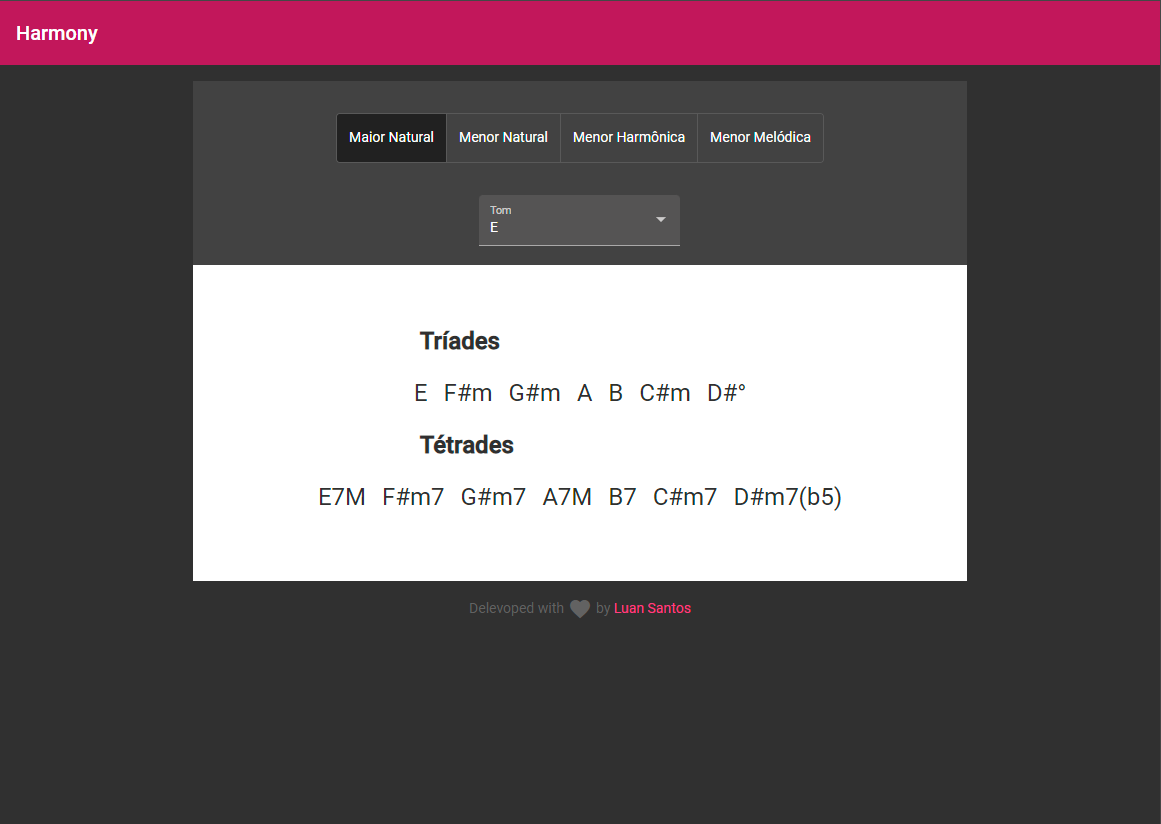 Harmony
Maior Natural Menor Natural Menor Harmônica Menor Melódica
Tom
E
Tríades
E F#m G#m A B C#m D#°
Tétrades
E7M F#m7 G#m7 A7M B7 C#m7 D#m7(b5)
Delevoped with by Luan Santos